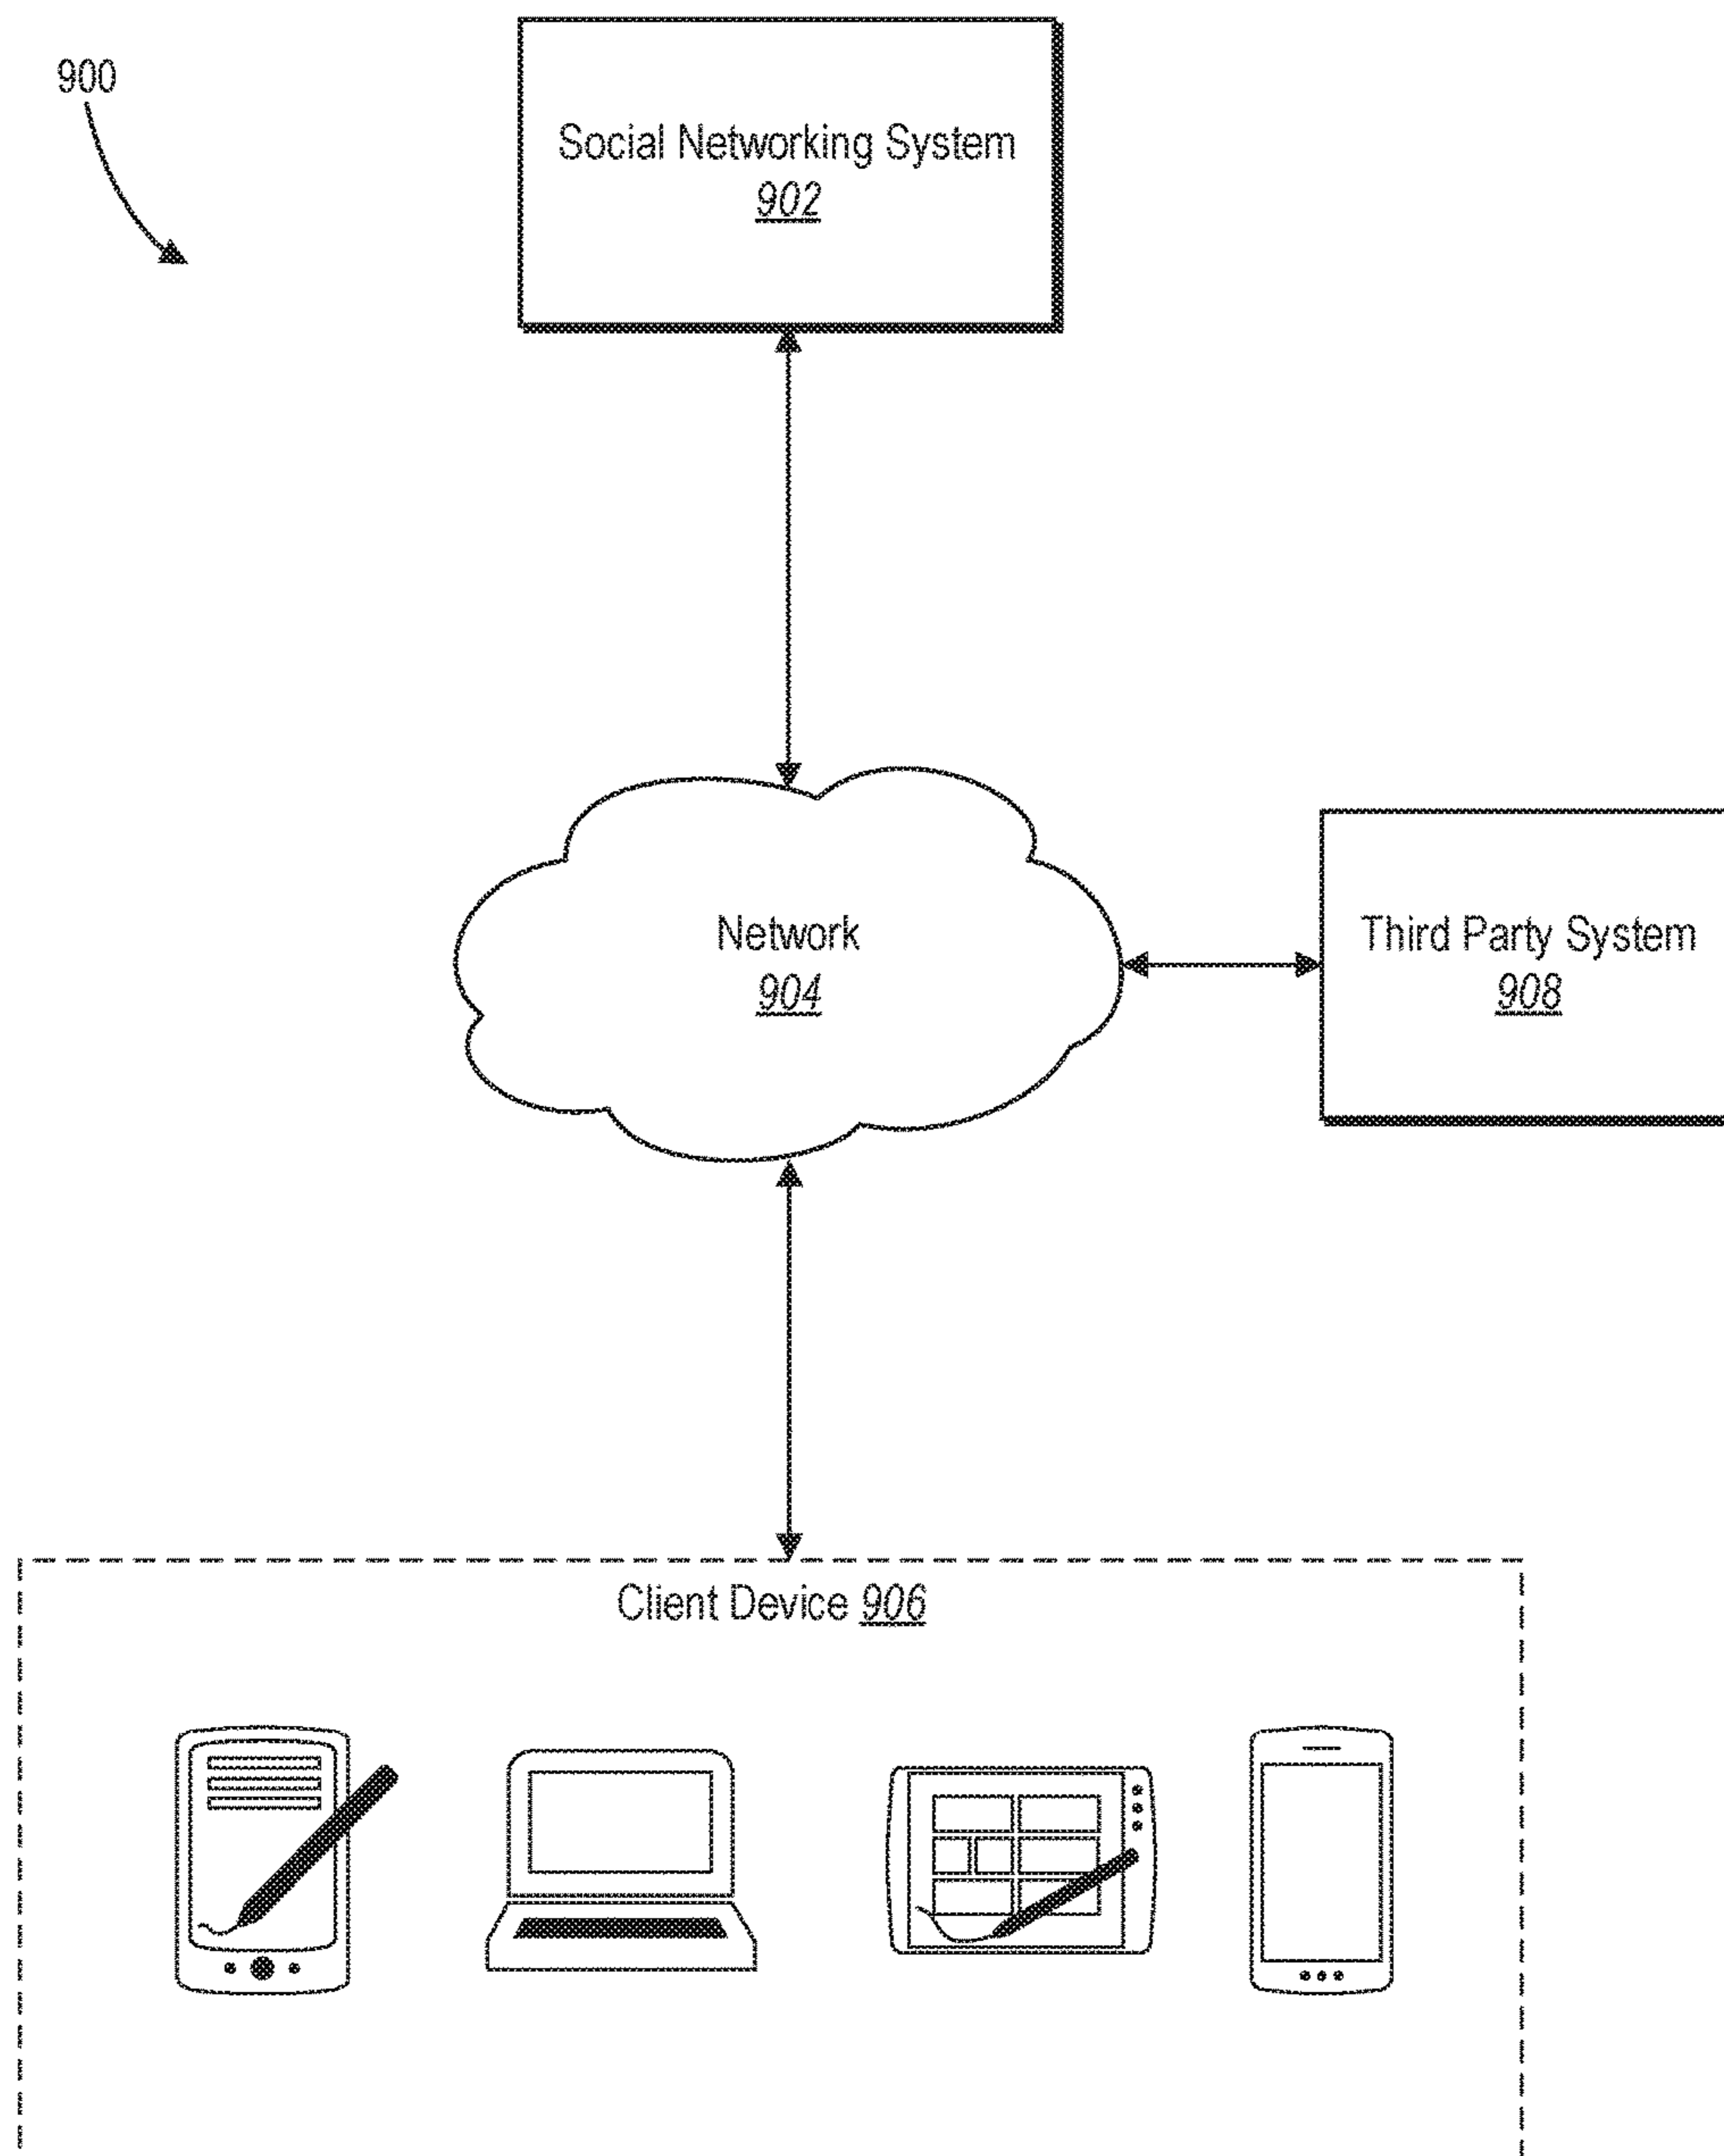 900
Social Networking System
902
Network
904
Third Party System
908
Client Device 906